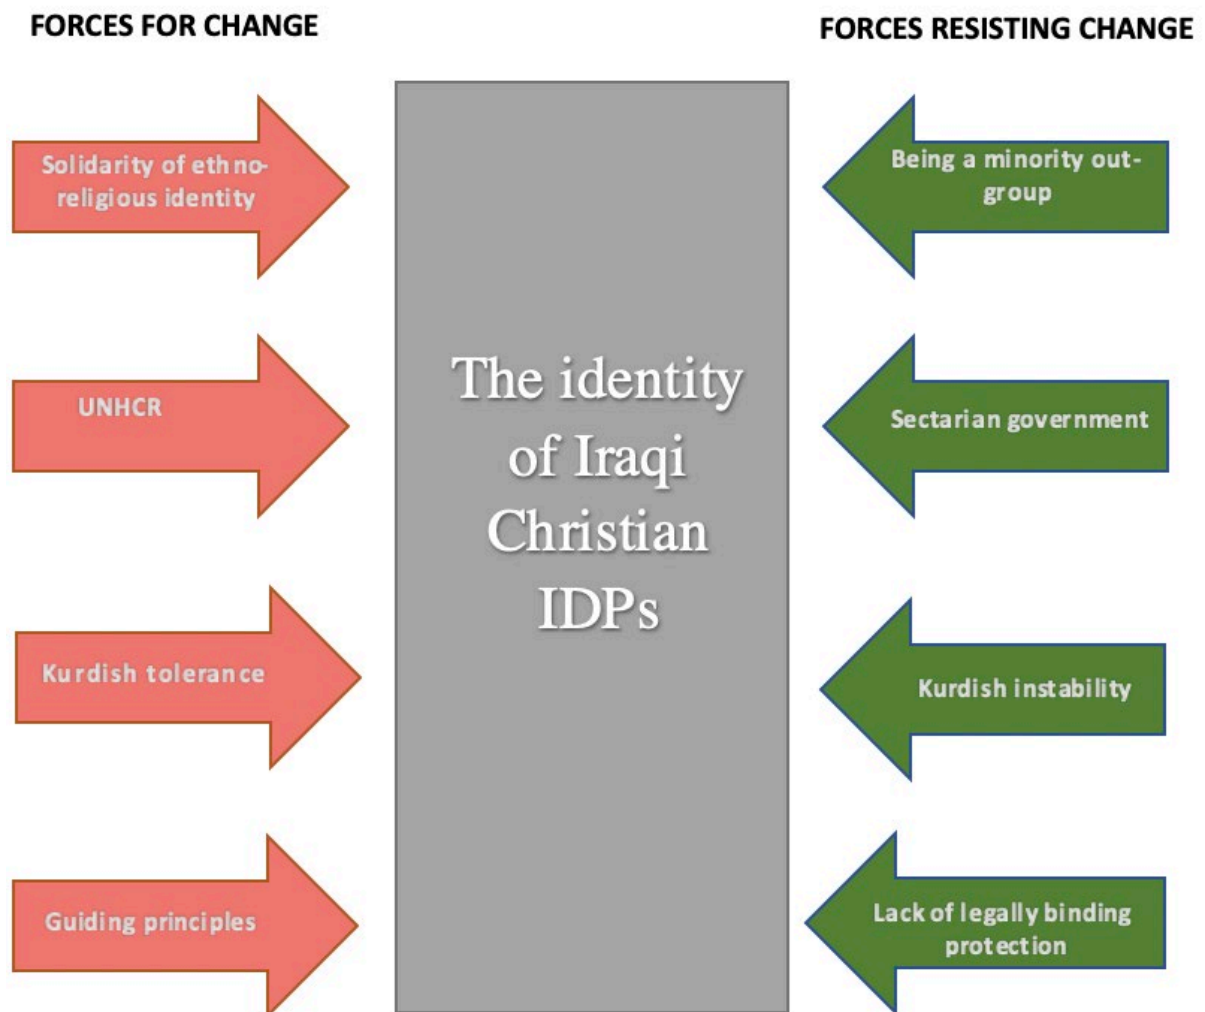 FORCES FOR CHANGE
FORCES RESISTING CHANGE
Solidarity of ethno-
religious identity
Being a minority out-
group
UNHCR
Sectarian government
The identity
of Iraqi
Christian
IDPs
Kurdish tolerance
Kurdish instability
Guiding principles
Lack of legally binding
protection